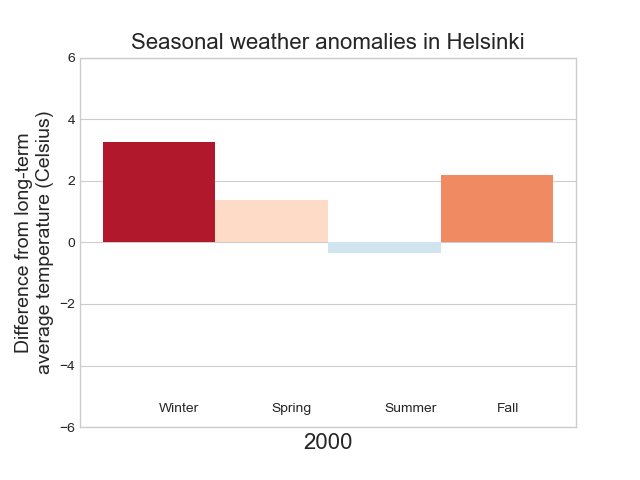 Seasonal weather anomalies in Helsinki
Difference from long-term
average temperature (Celsius)
6
4
2
0
−2
−4
−6
Winter Spring Summer Fall
2000